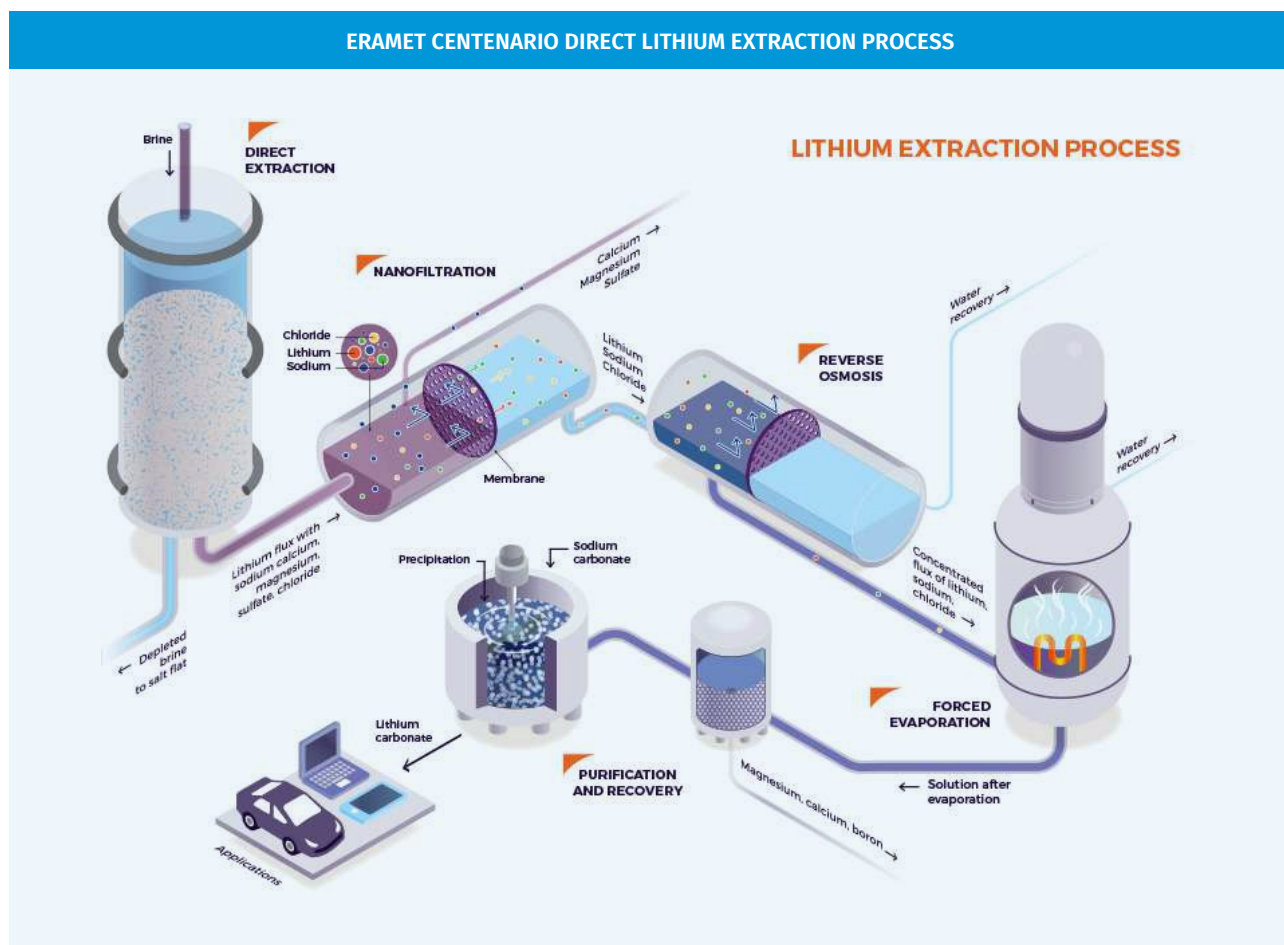 ERAMET CENTENARIO DIRECT LITHIUM EXTRACTION PROCESS
LITHIUM EXTRACTION PROCESS
Brine
DIRECT
EXTRACTION
NANOFILTRATION
Calcium
Magnesium
Sulfate
Chloride
Lithium
Sodium
Membrane
Lithium flux with
sodium calcium,
magnesium,
sulfate, chloride
Depleted
brine
to salt flat
Lithium
Sodium
Chloride
REVERSE
OSMOSIS
Water
recovery
Water
recovery
Concentrated
flux of lithium,
sodium,
chloride
FORCED
EVAPORATION
Solution after
evaporation
Magnesium, calcium, boron
Precipitation
Sodium
carbonate
PURIFICATION
AND RECOVERY
Lithium
carbonate
Applications